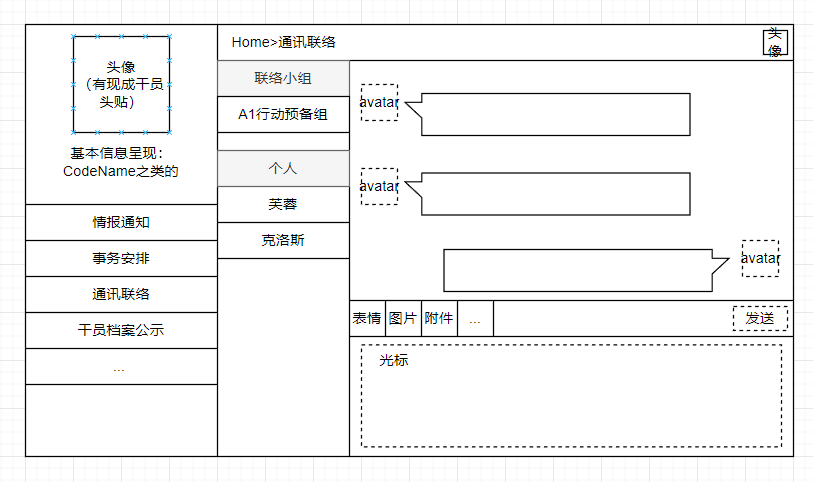 头像
（有现成干员
头贴）
基本信息呈现：
CodeName之类的
情报通知
事务安排
通讯联络
干员档案公示
...
Home>通讯联络
头
像
联络小组
A1行动预备组
个人
芙蓉
克洛斯
avatar
avatar
avatar
表情
图片
附件
...
发送
光标